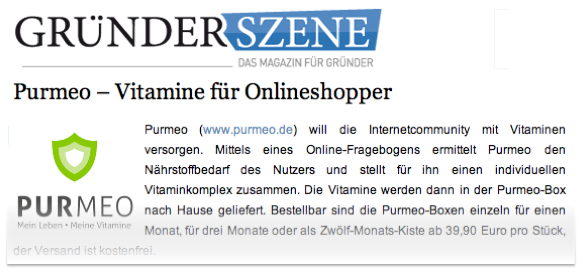 GRÜNDERSZENE
DAS MAGAZIN FÜR GRÜNDER
Purmeo – Vitamine für Onlineshopper
Purmeo (www.purmeo.de) will die Internetcommunity mit Vitaminen
versorgen. Mittels eines Online-Fragebogens ermittelt Purmeo den
Nährstoffbedarf des Nutzers und stellt für ihn einen individuellen
Vitaminkomplex zusammen. Die Vitamine werden dann in der Purmeo-Box
nach Hause geliefert. Bestellbar sind die Purmeo-Boxen einzeln für einen
Monat, für drei Monate oder als Zwölf-Monats-Kiste ab 39,90 Euro pro Stück,
der Versand ist kostenfrei.
PURMEO
Mein Leben • Meine Vitamine